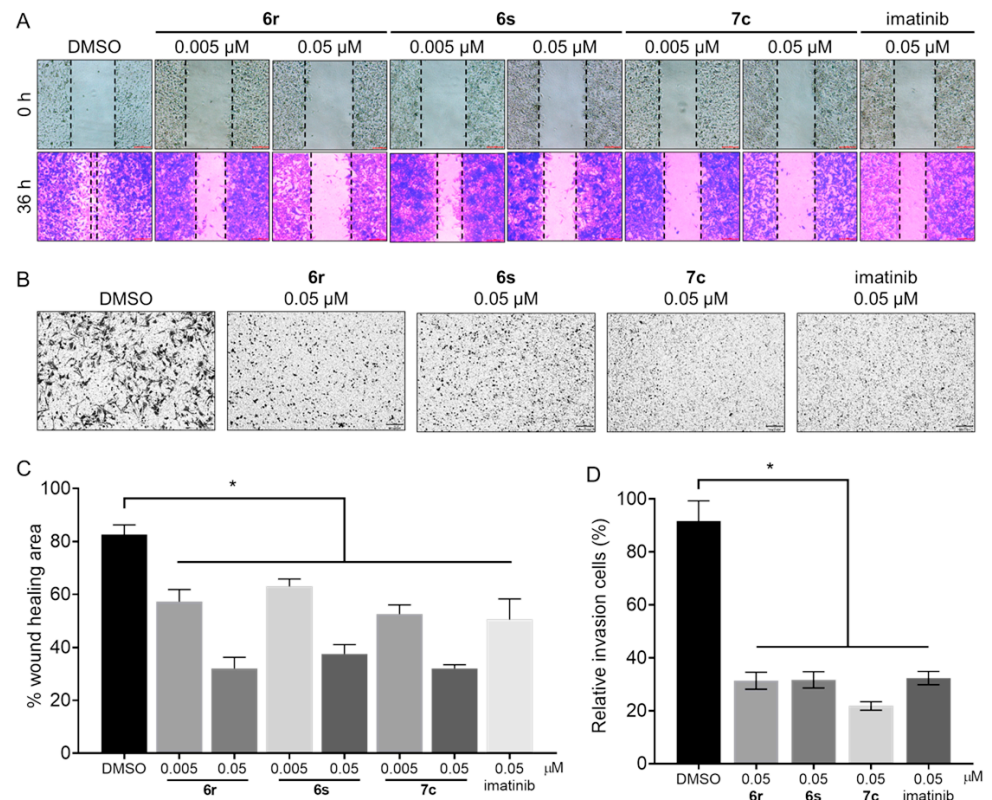 A
6r 6s 7c imatinib
DMSO 0.005 µM 0.05 µM 0.005 µM 0.05 µM 0.005 µM 0.05 µM 0.05 µM
0 h
36 h
B
6r 6s 7c imatinib
DMSO 0.05 µM 0.05 µM 0.05 µM 0.05 µM
C
% wound healing area
100
80
60
40
20
0
*
DMSO 0.005 0.05 0.005 0.05 0.005 0.05 0.05 µM
6r 6s 7c imatinib
D
Relative invasion cells (%)
100
80
60
40
20
0
*
DMSO 0.05 0.05 0.05 0.05 µM
6r 6s 7c imatinib